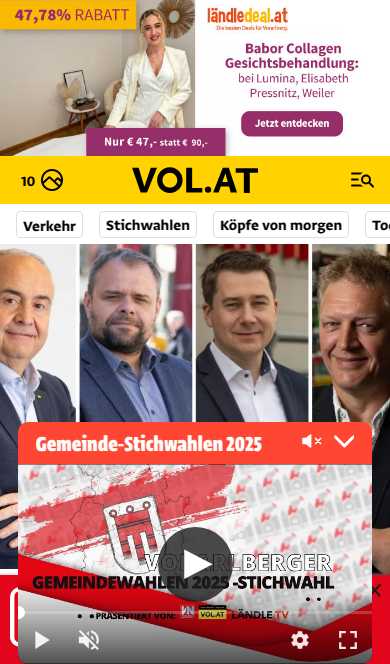 47,78% RABATT
ländledeal.at
Die besten Deals für Vorarlberg.
Babor Collagen
Gesichtsbehandlung:
bei Lumina, Elisabeth
Pressnitz, Weiler
Jetzt entdecken
Nur € 47,- statt € 90,-
10
VOL.AT
Verkehr
Stichwahlen
Köpfe von morgen
Gemeinde-Stichwahlen 2025
GEMEINDEWAHLEN 2025 -STICHWAHL
PRÄSENTIERT VON: VN VOL.AT LÄNDLE TV